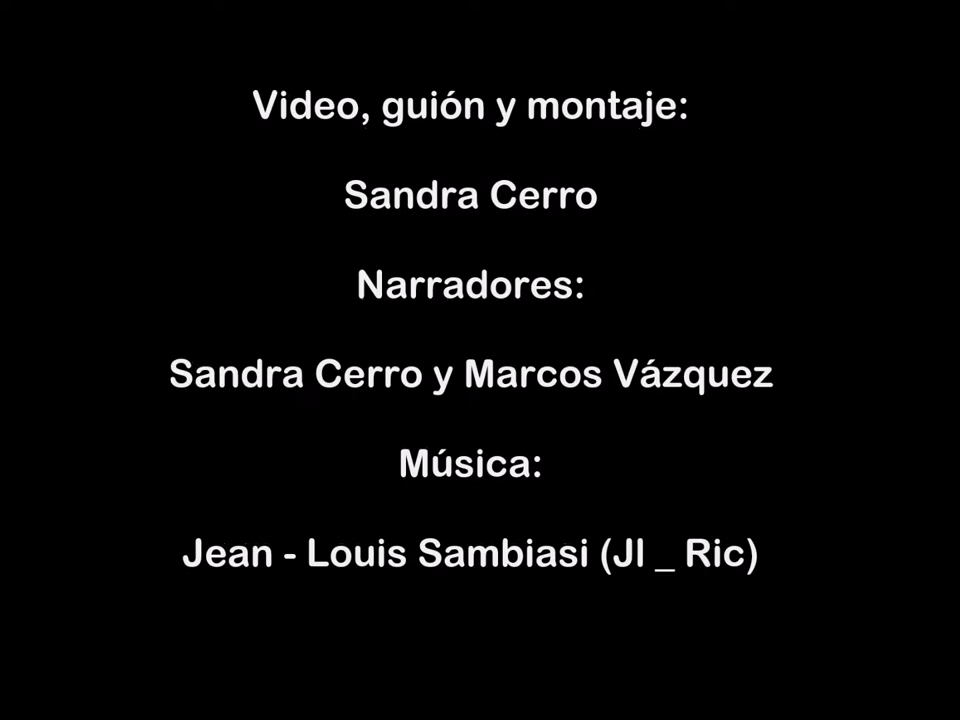 Video, guión y montaje:
Sandra Cerro
Narradores:
Sandra Cerro y Marcos Vázquez
Música:
Jean - Louis Sambiasi (Jl _ Ric)